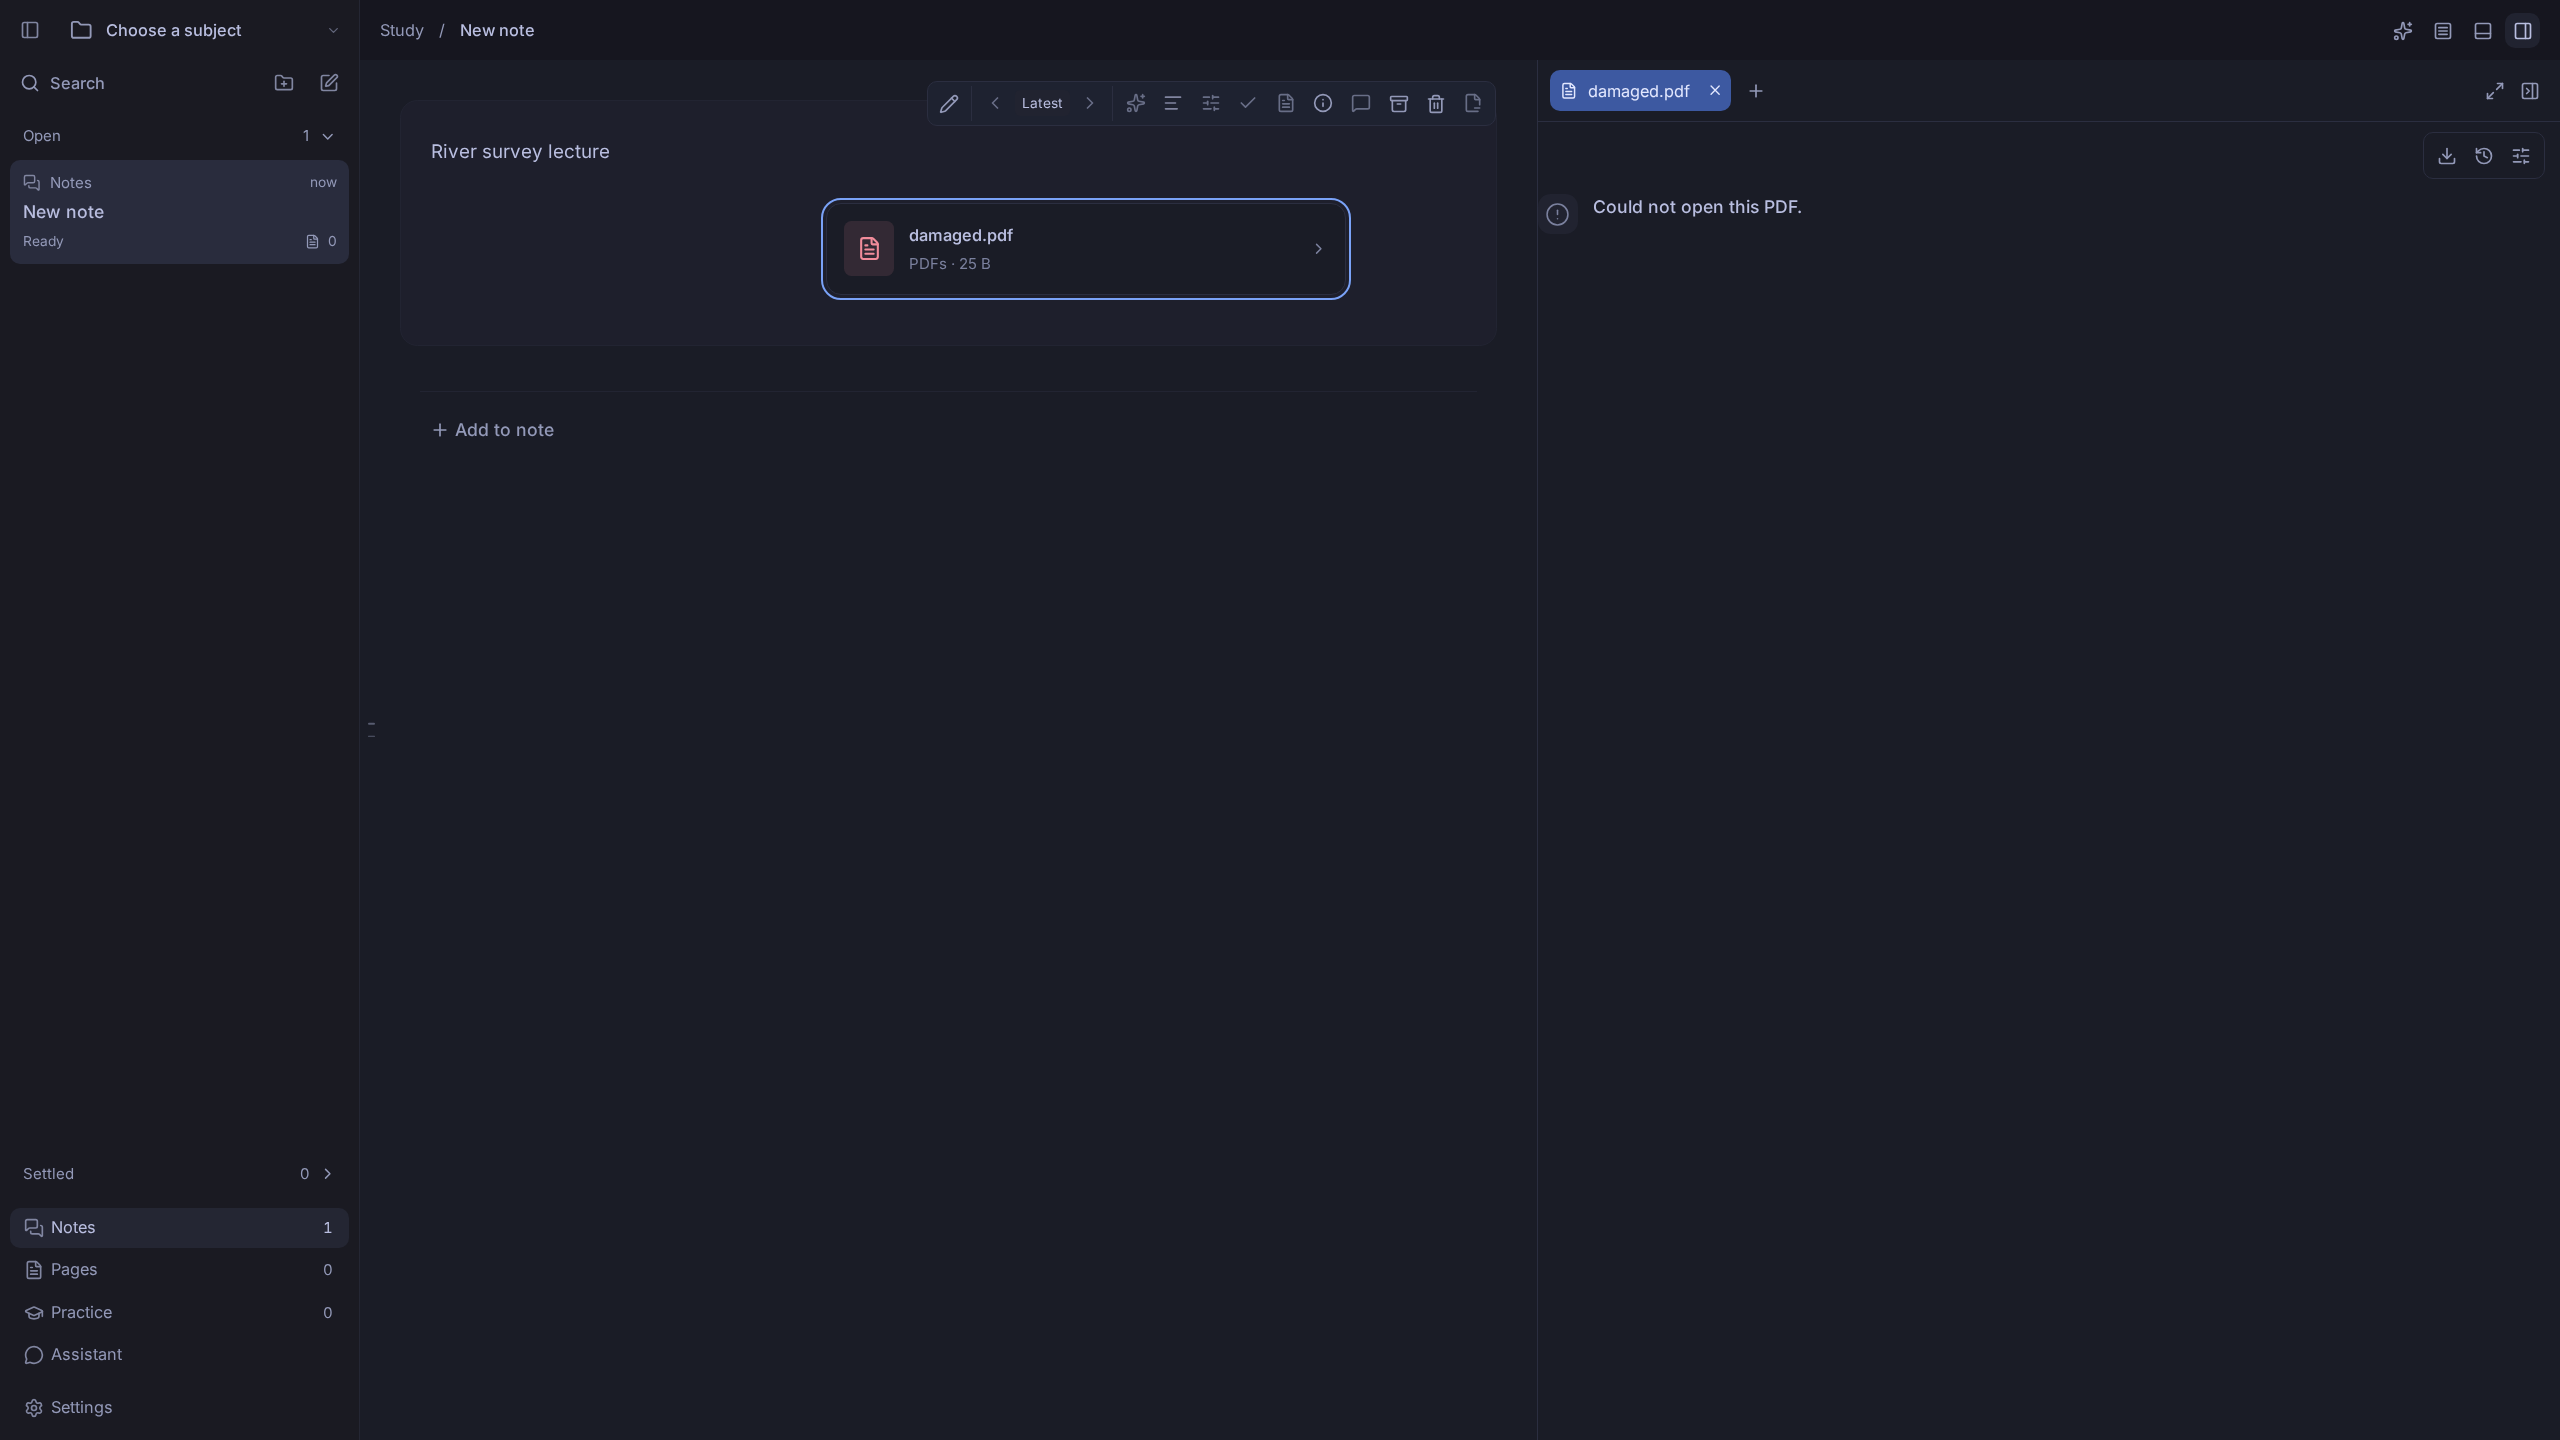 Choose a subject
Search
Open 1
Notes now
New note
Ready 0
Settled 0
Notes 1
Pages 0
Practice 0
Assistant
Settings
Study / New note
Latest
River survey lecture
damaged.pdf
PDFs · 25 B
Add to note
damaged.pdf
Could not open this PDF.